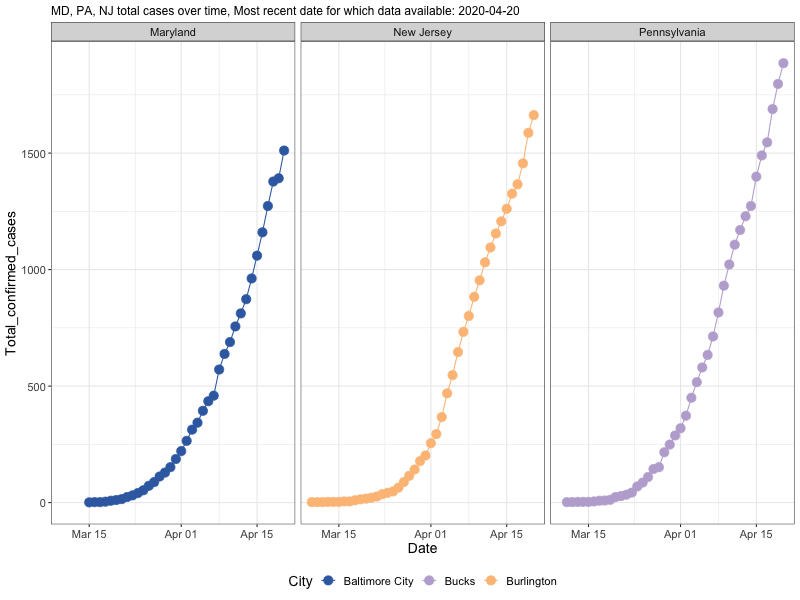 MD, PA, NJ total cases over time, Most recent date for which data available: 2020-04-20
Maryland
New Jersey
Pennsylvania
Total_confirmed_cases
1500
1000
500
0
Mar 15
Apr 01
Apr 15
Mar 15
Apr 01
Apr 15
Mar 15
Apr 01
Apr 15
Date
City
Baltimore City
Bucks
Burlington